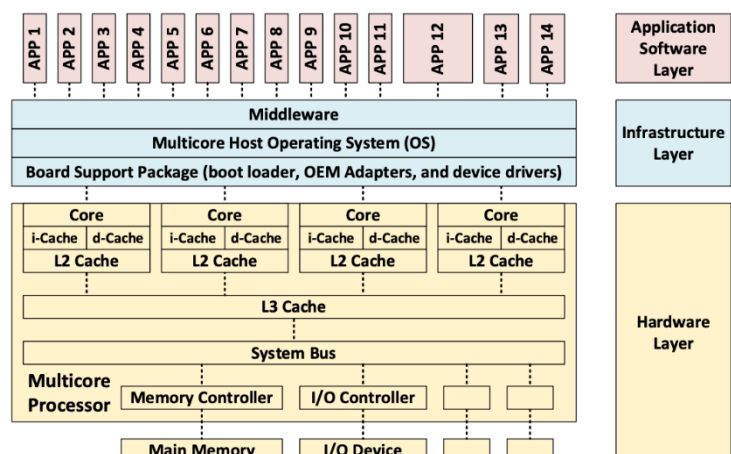 APP 1
APP 2
APP 3
APP 4
APP 5
APP 6
APP 7
APP 8
APP 9
APP 10
APP 11
APP 12
APP 13
APP 14
Application
Software
Layer
Middleware
Multicore Host Operating System (OS)
Board Support Package (boot loader, OEM Adapters, and device drivers)
Infrastructure
Layer
Core
i-Cache
d-Cache
L2 Cache
Core
i-Cache
d-Cache
L2 Cache
Core
i-Cache
d-Cache
L2 Cache
Core
i-Cache
d-Cache
L2 Cache
L3 Cache
System Bus
Multicore
Processor
Memory Controller
I/O Controller
Main Memory
I/O Device
Hardware
Layer